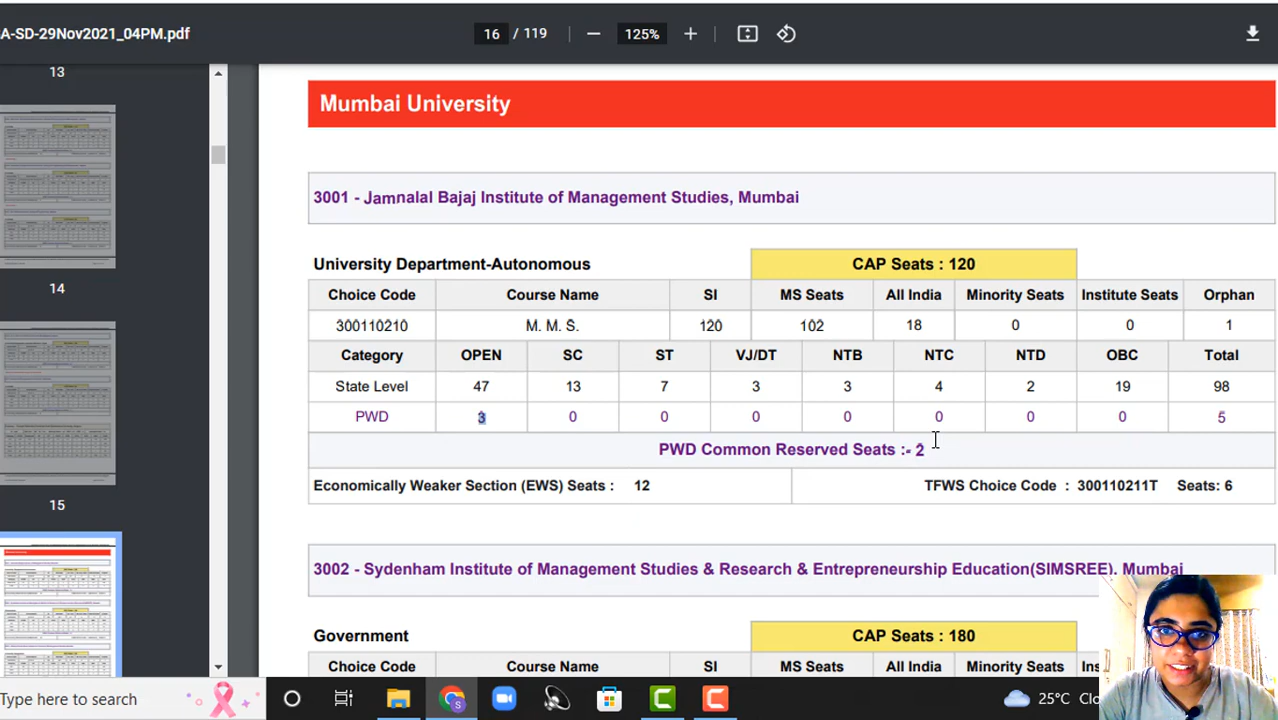 A-SD-29Nov2021_04PM.pdf
16 / 119
125%
13
14
15
Mumbai University
3001 - Jamnalal Bajaj Institute of Management Studies, Mumbai
University Department-Autonomous CAP Seats : 120
Choice Code Course Name SI MS Seats All India Minority Seats Institute Seats Orphan
300110210 M. M. S. 120 102 18 0 0 1
Category OPEN SC ST VJ/DT NTB NTC NTD OBC Total
State Level 47 13 7 3 3 4 2 19 98
PWD 3 0 0 0 0 0 0 0 5
PWD Common Reserved Seats :- 2
Economically Weaker Section (EWS) Seats : 12 TFWS Choice Code : 300110211T Seats: 6
3002 - Sydenham Institute of Management Studies & Research & Entrepreneurship Education(SIMSREE), Mumbai
Government CAP Seats : 180
Choice Code Course Name SI MS Seats All India Minority Seats
Type here to search
25°C